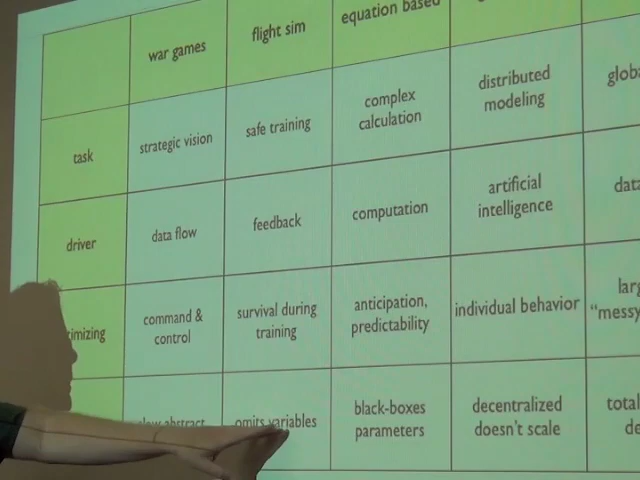 war games
flight sim
equation based
task
strategic vision
safe training
complex
calculation
distributed
modeling
driver
data flow
feedback
computation
artificial
intelligence
command &
control
survival during
training
anticipation,
predictability
individual behavior
"messy
abstract
omits variables
black-boxes
parameters
decentralized
doesn't scale